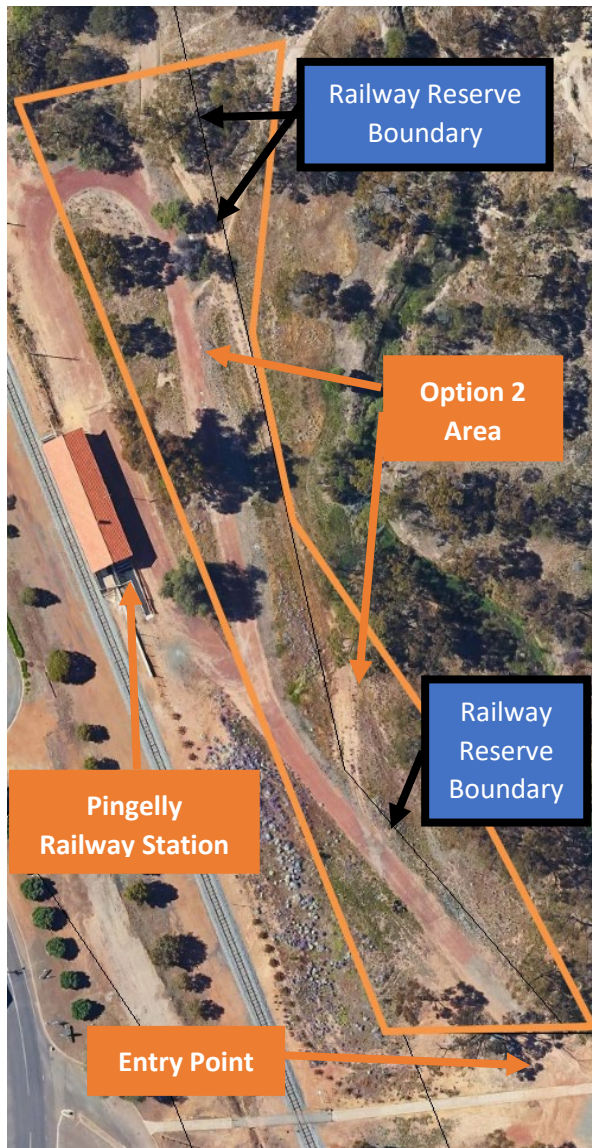 Railway Reserve
Boundary
Option 2
Area
Railway
Reserve
Boundary
Pingelly
Railway Station
Entry Point